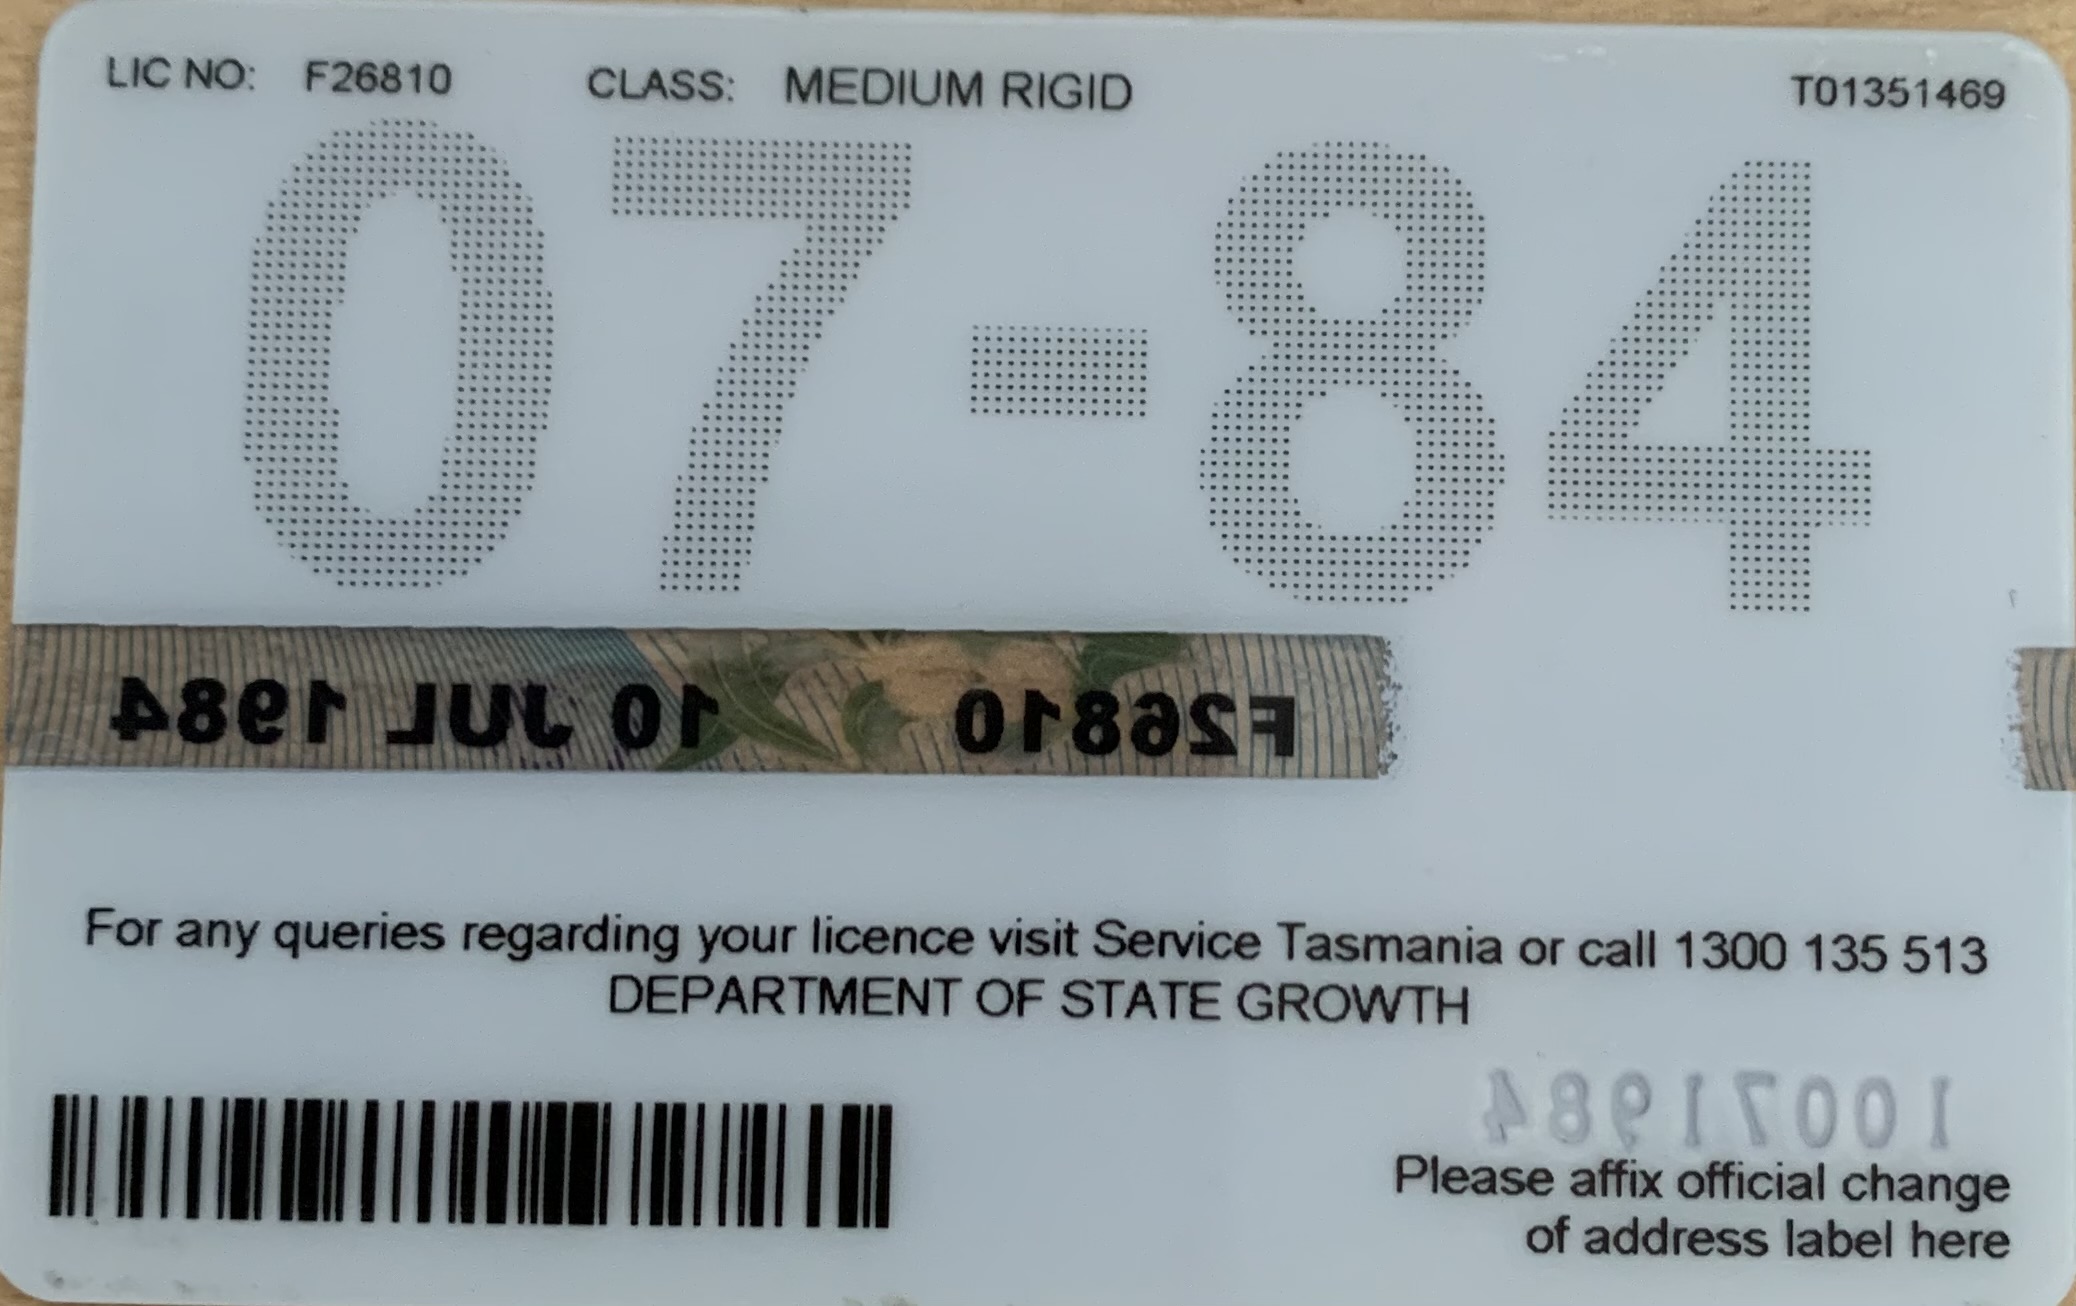 LIC NO: F26810 CLASS: MEDIUM RIGID T01351469
07-84
F26810 10 JUL 1984
For any queries regarding your licence visit Service Tasmania or call 1300 135 513
DEPARTMENT OF STATE GROWTH
10071984
Please affix official change
of address label here